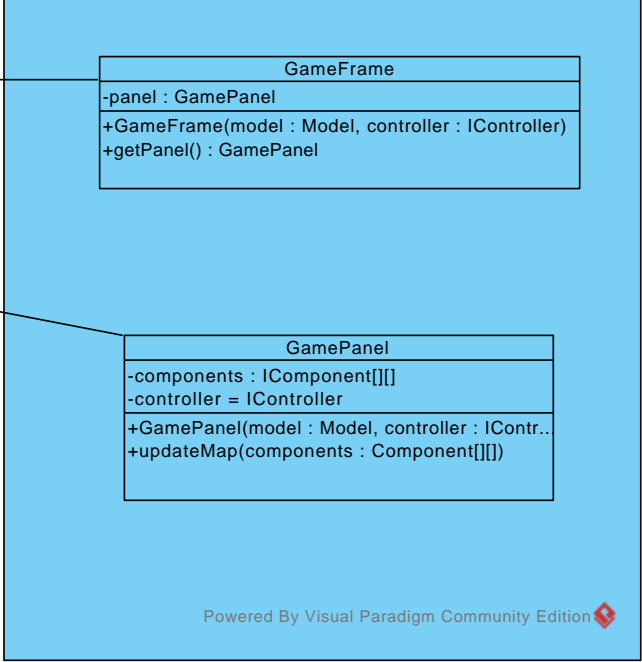 GameFrame
-panel : GamePanel
+GameFrame(model : Model, controller : IController)
+getPanel() : GamePanel
GamePanel
-components : IComponent[][]
-controller = IController
+GamePanel(model : Model, controller : IContr...
+updateMap(components : Component[][])
Powered By Visual Paradigm Community Edition